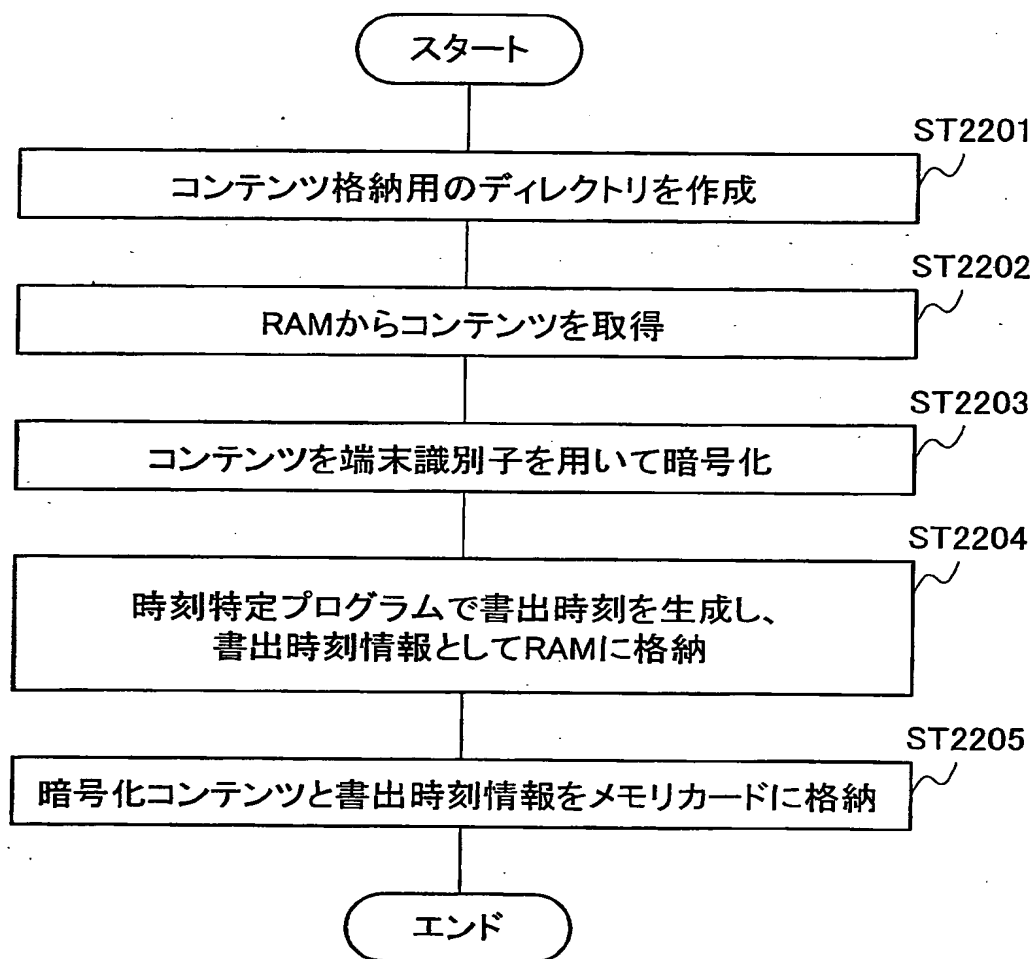 スタート
ST2201
コンテンツ格納用のディレクトリを作成
ST2202
RAMからコンテンツを取得
ST2203
コンテンツを端末識別子を用いて暗号化
ST2204
時刻特定プログラムで書出時刻を生成し、
書出時刻情報としてRAMに格納
ST2205
暗号化コンテンツと書出時刻情報をメモリカードに格納
エンド